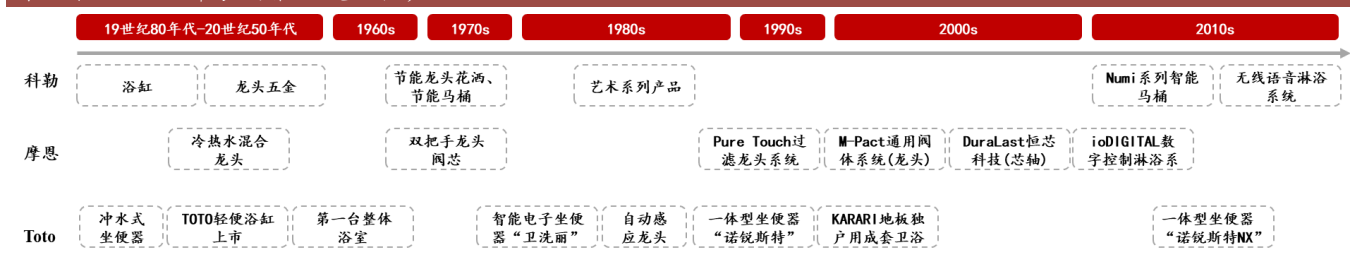 19世纪80年代-20世纪50年代
1960s
1970s
1980s
1990s
2000s
2010s
科勒
浴缸
龙头五金
节能龙头花洒、
节能马桶
艺术系列产品
Numi系列智能
马桶
无线语音淋浴
系统
摩恩
冷热水混合
龙头
双把手龙头
阀芯
Pure Touch过
滤龙头系统
M-Pact通用阀
体系统(龙头)
DuraLast恒芯
科技(芯轴)
ioDIGITAL数
字控制淋浴系
Toto
冲水式
坐便器
TOTO轻便浴缸
上市
第一台整体
浴室
智能电子坐便
器“卫洗丽”
自动感
应龙头
一体型坐便器
“诺锐斯特”
KARARI地板独
户用成套卫浴
一体型坐便器
“诺锐斯特NX”